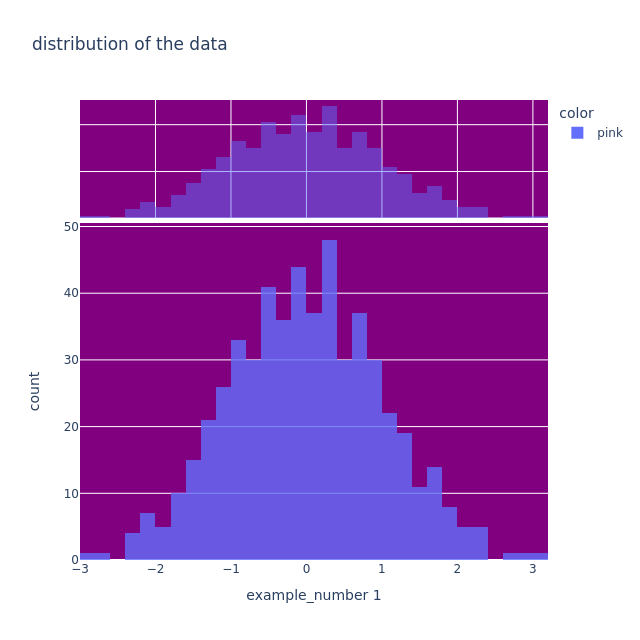 distribution of the data
color
pink
50
40
30
20
10
0
count
−3
−2
−1
0
1
2
3
example_number 1